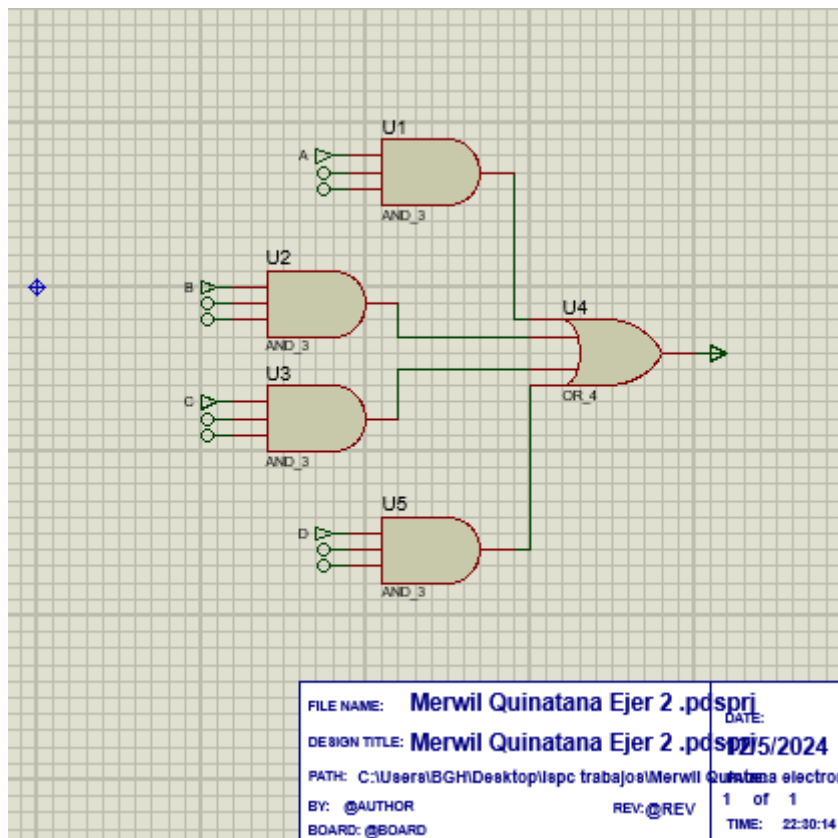 U1
A
AND_3
U2
B
AND_3
U4
U3
C
OR_4
AND_3
U5
D
AND_3
FILE NAME: Merwil Quinatana Ejer 2 .pdsprj
DATE:
DESIGN TITLE: Merwil Quinatana Ejer 2 .pdsprj
12/5/2024
PATH: C:\Users\BGH\Desktop\Ispc trabajos\Merwil electron
BY: @AUTHOR
REV:@REV
1 of 1
BOARD: @BOARD
TIME: 22:30:14